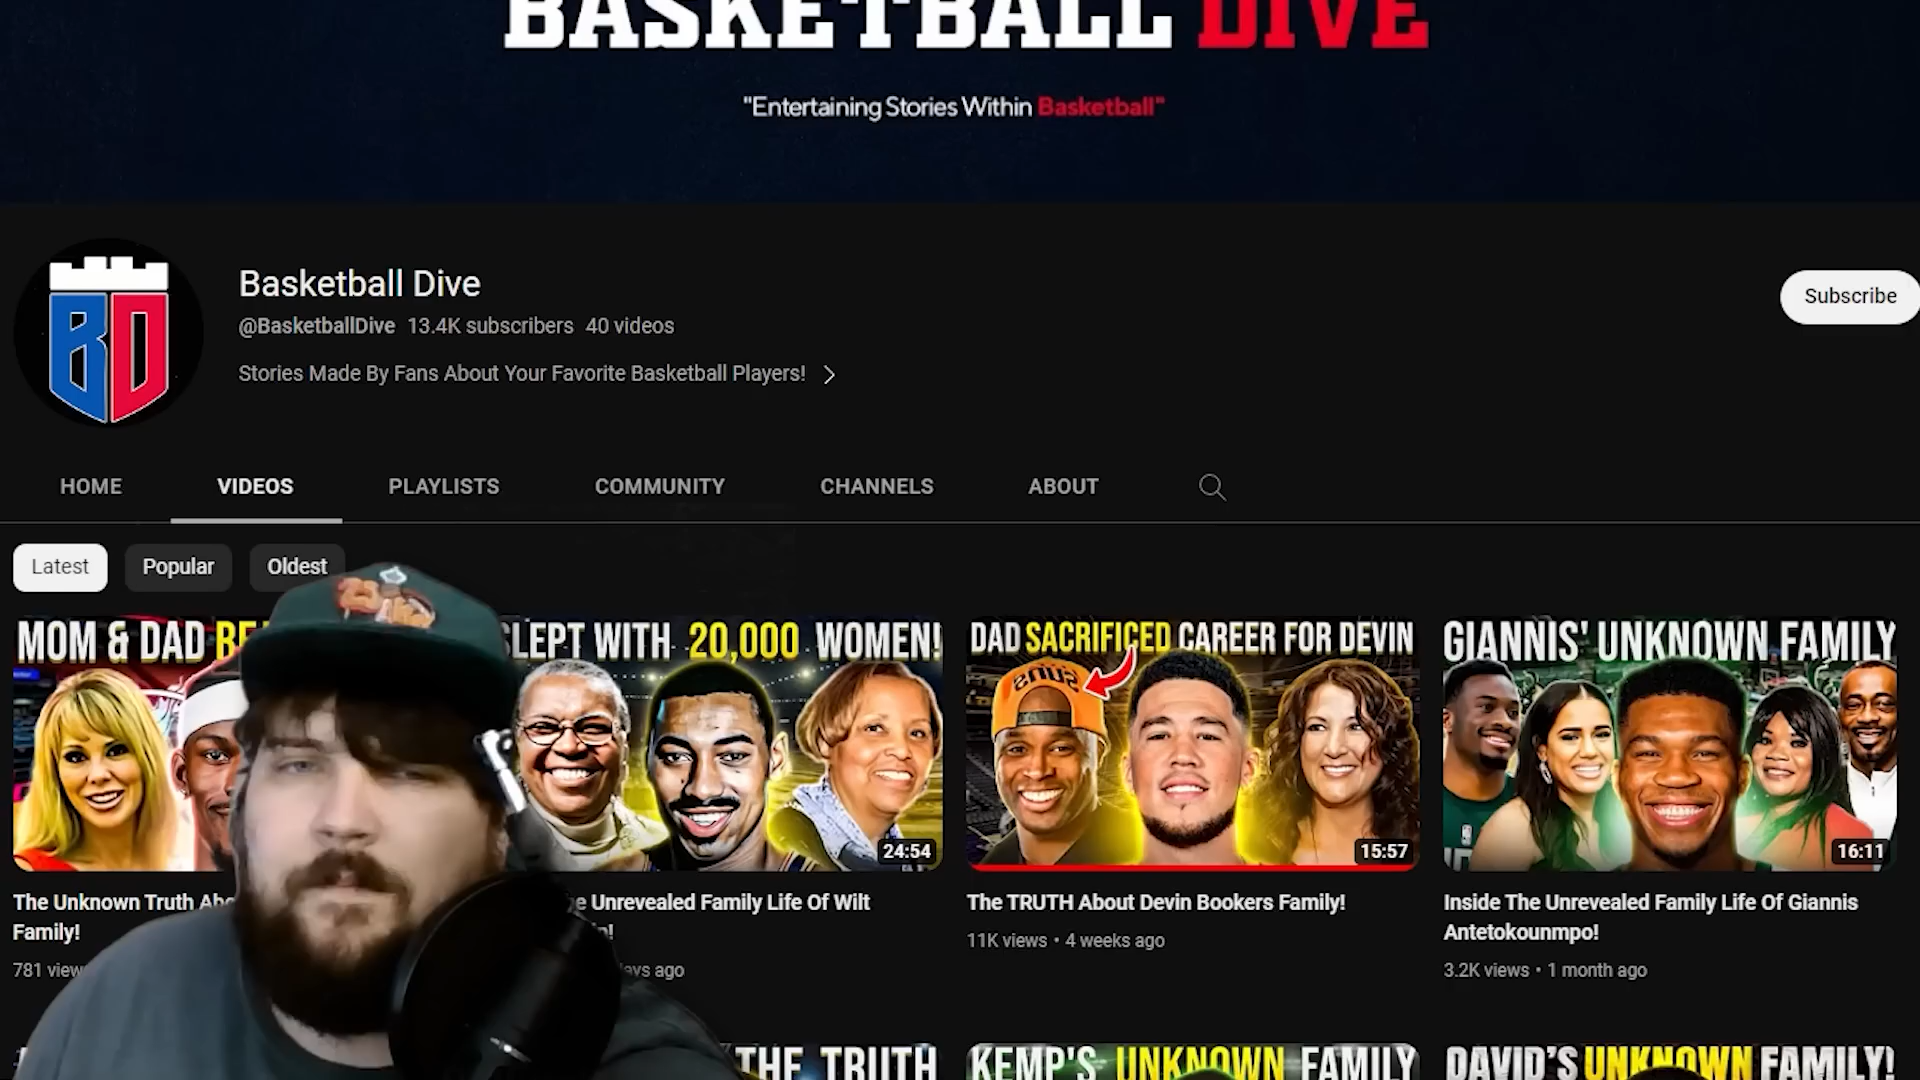 BASKETBALL DIVE
"Entertaining Stories Within Basketball"
BD
Basketball Dive
@BasketballDive 13.4K subscribers 40 videos
Stories Made By Fans About Your Favorite Basketball Players!
Subscribe
HOME VIDEOS PLAYLISTS COMMUNITY CHANNELS ABOUT
Latest Popular Oldest
MOM & DAD
SLEPT WITH 20,000 WOMEN!
DAD SACRIFICED CAREER FOR DEVIN
GIANNIS' UNKNOWN FAMILY
SUNS
24:54
15:57
16:11
The Unknown Truth
Family!
781
Unrevealed Family Life Of Wilt
ago
The TRUTH About Devin Bookers Family!
11K views • 4 weeks ago
Inside The Unrevealed Family Life Of Giannis
Antetokounmpo!
3.2K views • 1 month ago
THE TRUTH
KEMP'S UNKNOWN FAMILY
DAVID'S UNKNOWN FAMILY!